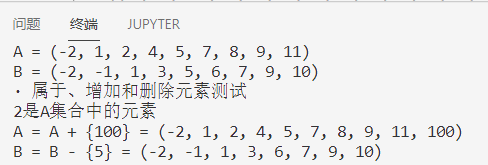 问题 终端 JUPYTER
A = (-2, 1, 2, 4, 5, 7, 8, 9, 11)
B = (-2, -1, 1, 3, 5, 6, 7, 9, 10)
· 属于、增加和删除元素测试
2是A集合中的元素
A = A + {100} = (-2, 1, 2, 4, 5, 7, 8, 9, 11, 100)
B = B - {5} = (-2, -1, 1, 3, 6, 7, 9, 10)